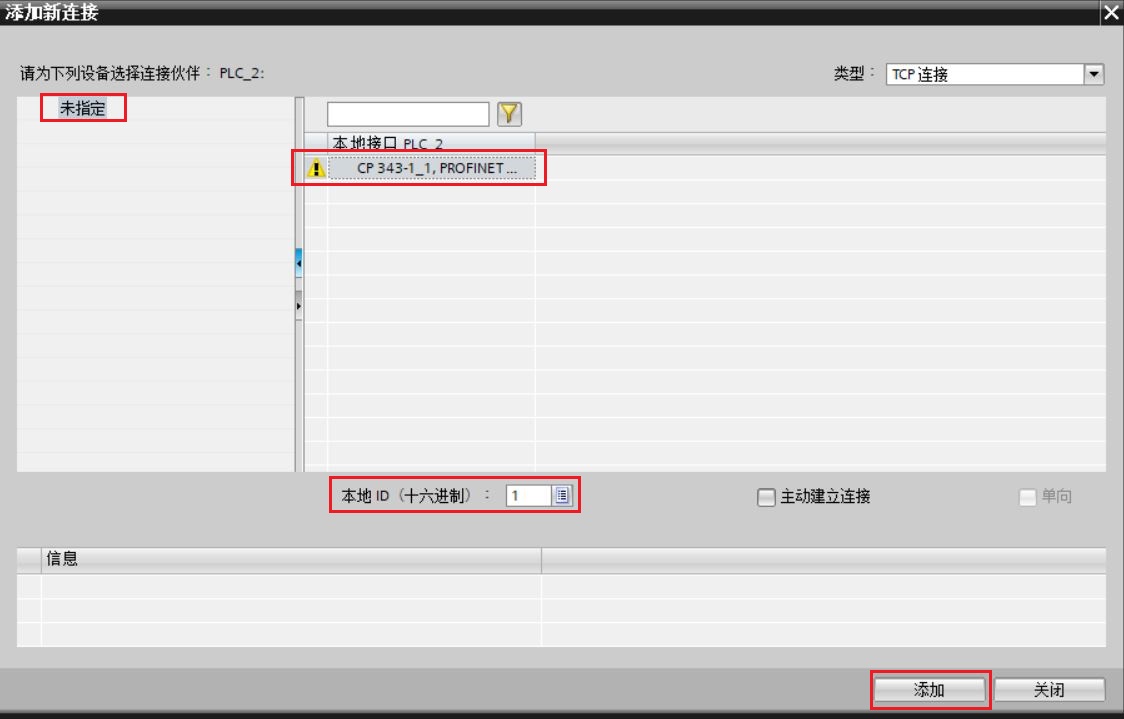 添加新连接
请为下列设备选择连接伙伴： PLC_2:
类型： TCP 连接
未指定
本地接口 PLC_2
CP 343-1_1, PROFINET ...
本地 ID（十六进制）： 1
主动建立连接
单向
信息
添加
关闭